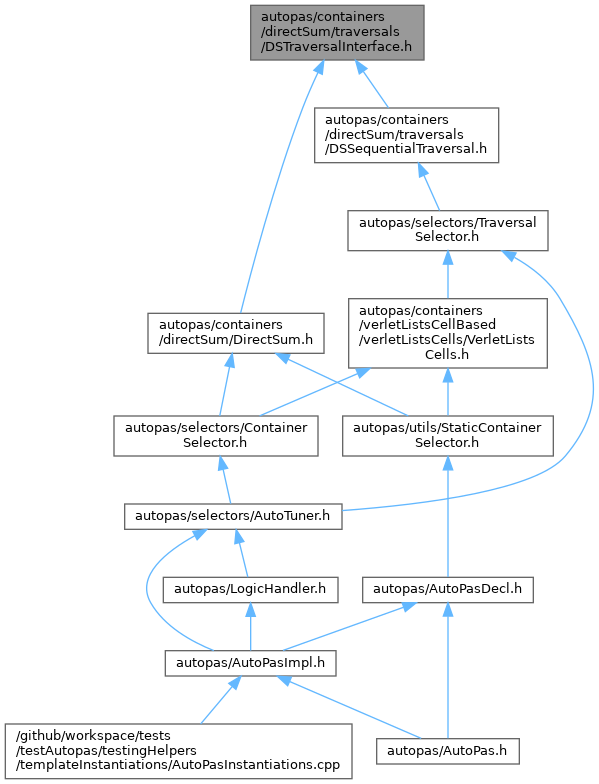 autopas/containers
/directSum/traversals
/DSTraversalInterface.h
autopas/containers
/directSum/traversals
/DSSequentialTraversal.h
autopas/selectors/Traversal
Selector.h
autopas/containers
/verletListsCellBased
/verletListsCells/VerletLists
Cells.h
autopas/containers
/directSum/DirectSum.h
autopas/selectors/Container
Selector.h
autopas/utils/StaticContainer
Selector.h
autopas/selectors/AutoTuner.h
autopas/LogicHandler.h
autopas/AutoPasDecl.h
autopas/AutoPasImpl.h
/github/workspace/tests
/testAutopas/testingHelpers
/templateInstantiations/AutoPasInstantiations.cpp
autopas/AutoPas.h